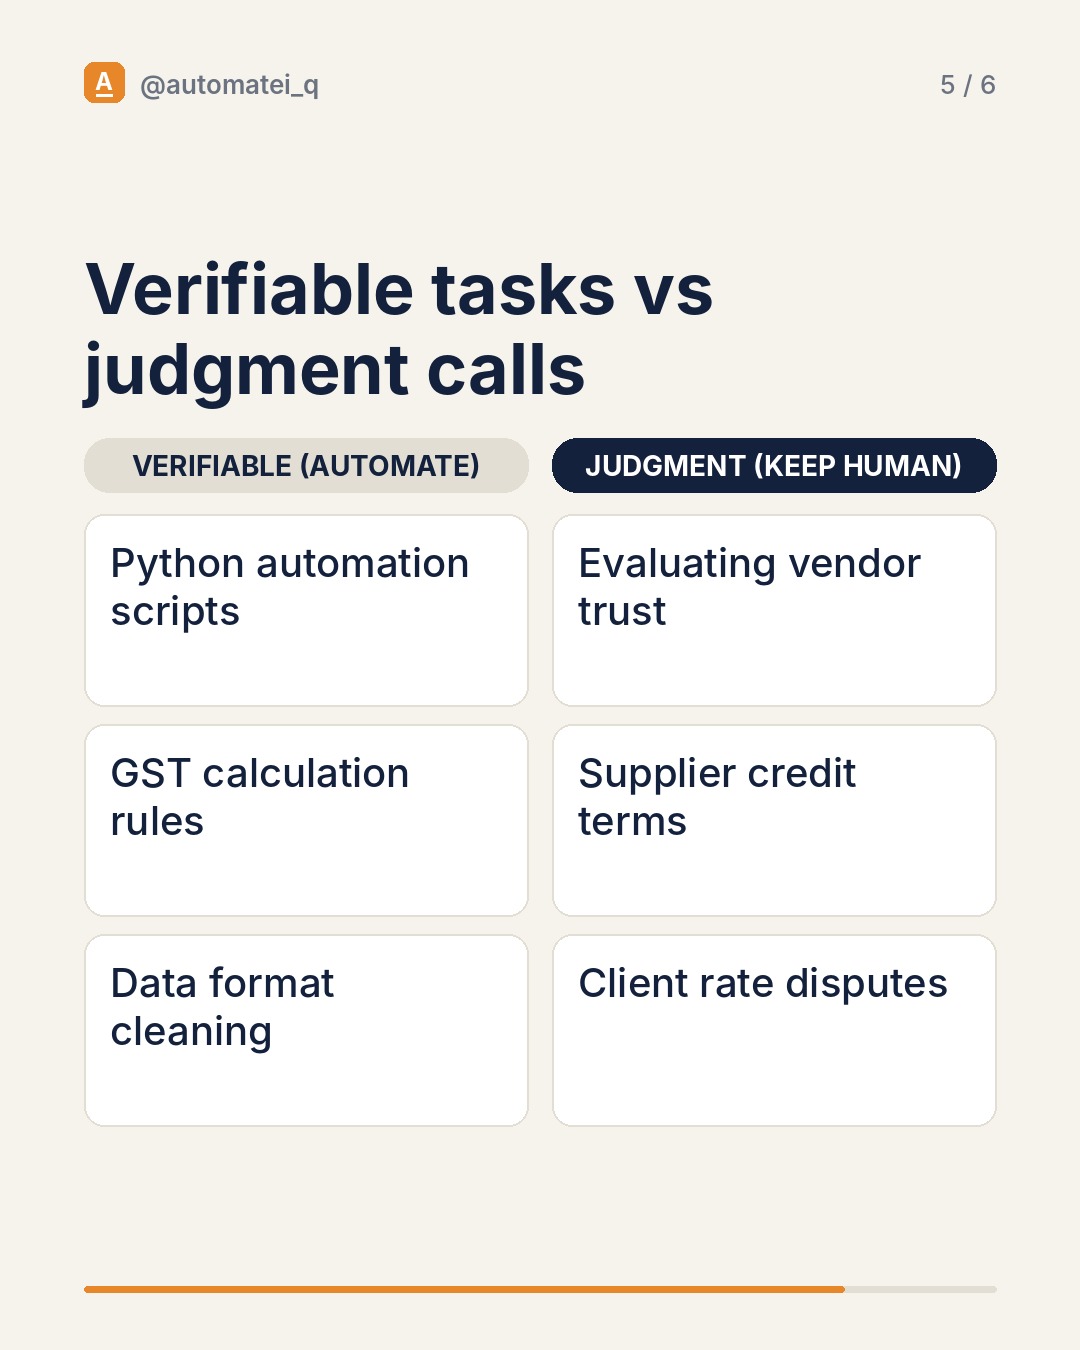 A
@automatei_q
5 / 6
Verifiable tasks vs
judgment calls
VERIFIABLE (AUTOMATE)
JUDGMENT (KEEP HUMAN)
Python automation
scripts
Evaluating vendor
trust
GST calculation
rules
Supplier credit
terms
Data format
cleaning
Client rate disputes